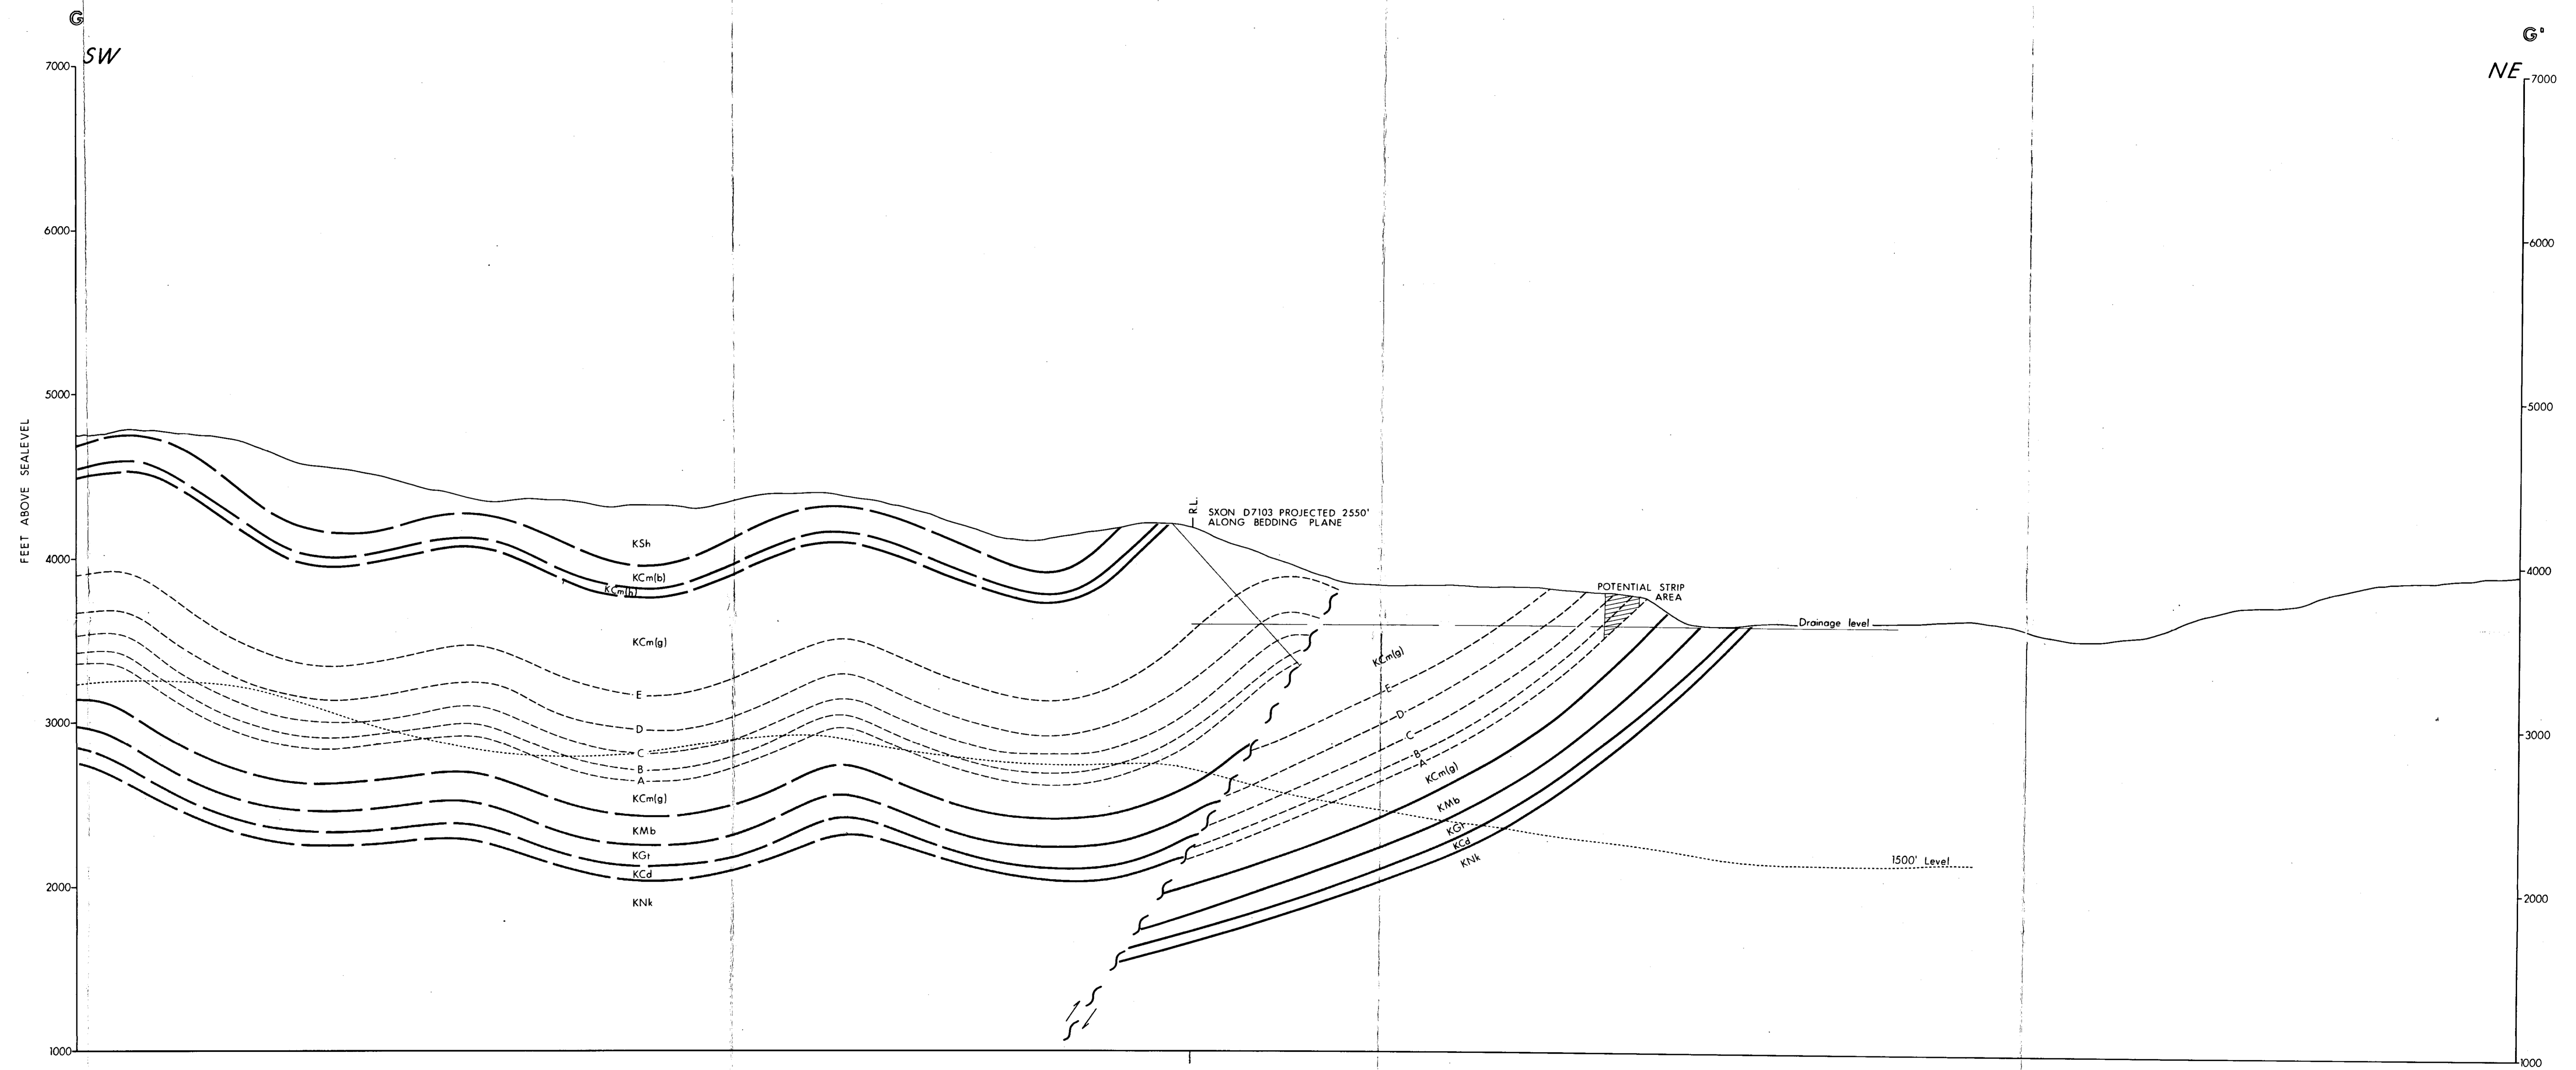 G
G'
SW
NE
7000
7000
6000
6000
5000
5000
4000
4000
3000
3000
2000
2000
1000
1000
FEET ABOVE SEALEVEL
R.L.
SXON D7103 PROJECTED 2550'
ALONG BEDDING PLANE
POTENTIAL STRIP
AREA
Drainage level
KSh
KCm(b)
KCm(h)
KCm(g)
E
D
C
B
A
KCm(g)
KMb
KGt
KCd
KNk
KCm(g)
E
D
C
B
A
KCm(g)
KMb
KGt
KCd
KNk
1500' Level